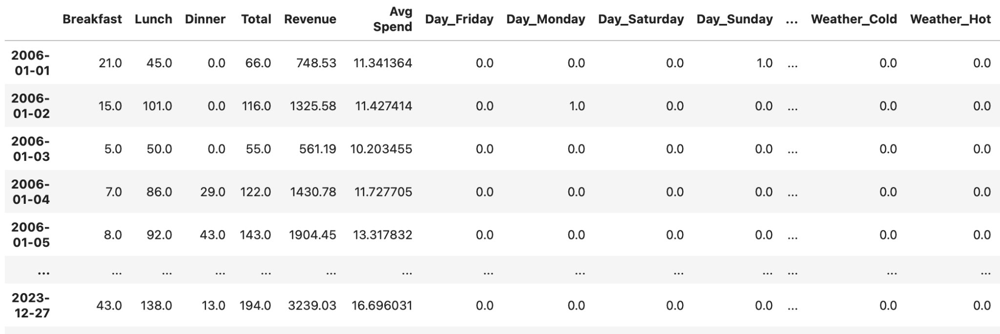 Breakfast Lunch Dinner Total Revenue Avg Spend Day_Friday Day_Monday Day_Saturday Day_Sunday ... Weather_Cold Weather_Hot
2006-01-01 21.0 45.0 0.0 66.0 748.53 11.341364 0.0 0.0 0.0 1.0 ... 0.0 0.0
2006-01-02 15.0 101.0 0.0 116.0 1325.58 11.427414 0.0 1.0 0.0 0.0 ... 0.0 0.0
2006-01-03 5.0 50.0 0.0 55.0 561.19 10.203455 0.0 0.0 0.0 0.0 ... 0.0 0.0
2006-01-04 7.0 86.0 29.0 122.0 1430.78 11.727705 0.0 0.0 0.0 0.0 ... 0.0 0.0
2006-01-05 8.0 92.0 43.0 143.0 1904.45 13.317832 0.0 0.0 0.0 0.0 ... 0.0 0.0
... ... ... ... ... ... ... ... ... ... ... ... ... ...
2023-12-27 43.0 138.0 13.0 194.0 3239.03 16.696031 0.0 0.0 0.0 0.0 ... 0.0 0.0